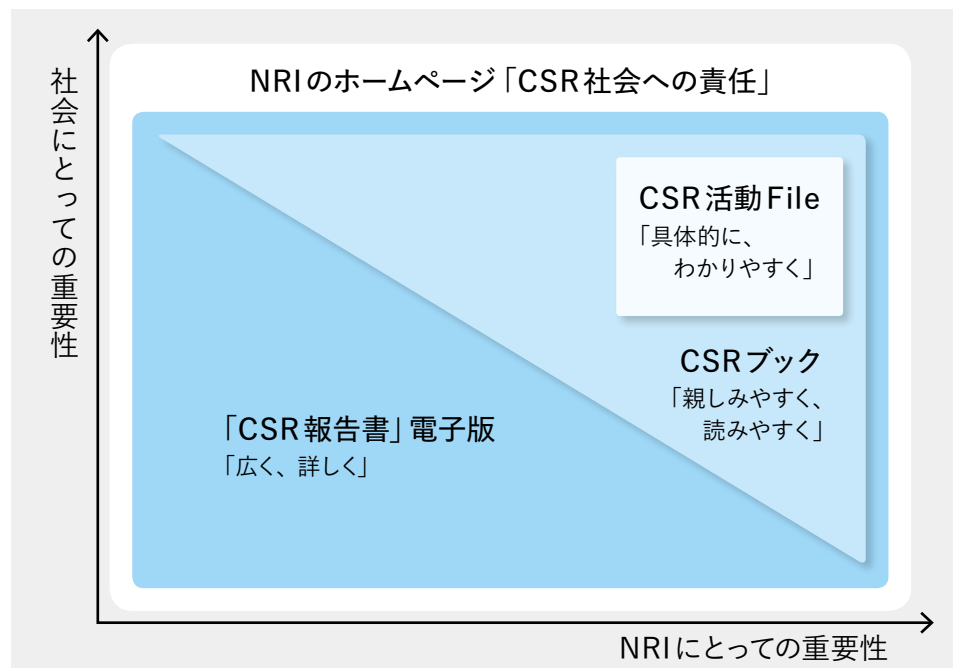 社会にとっての重要性
NRIのホームページ「CSR社会への責任」
CSR活動File
「具体的に、
わかりやすく」
CSRブック
「親しみやすく、
読みやすく」
「CSR報告書」電子版
「広く、詳しく」
NRIにとっての重要性